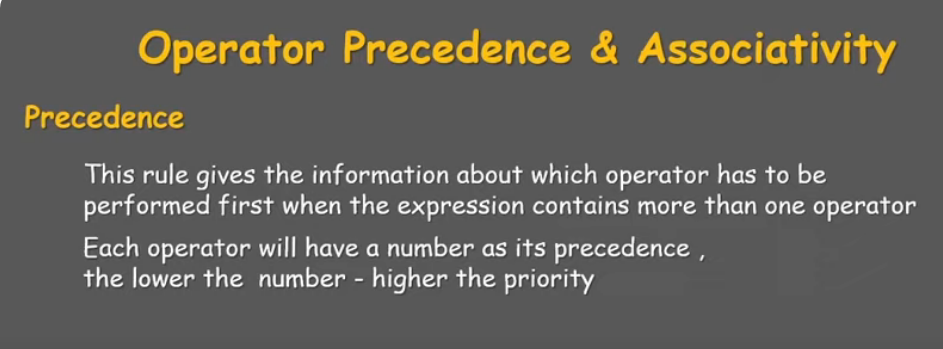 Operator Precedence & Associativity
Precedence
This rule gives the information about which operator has to be
performed first when the expression contains more than one operator
Each operator will have a number as its precedence ,
the lower the number - higher the priority